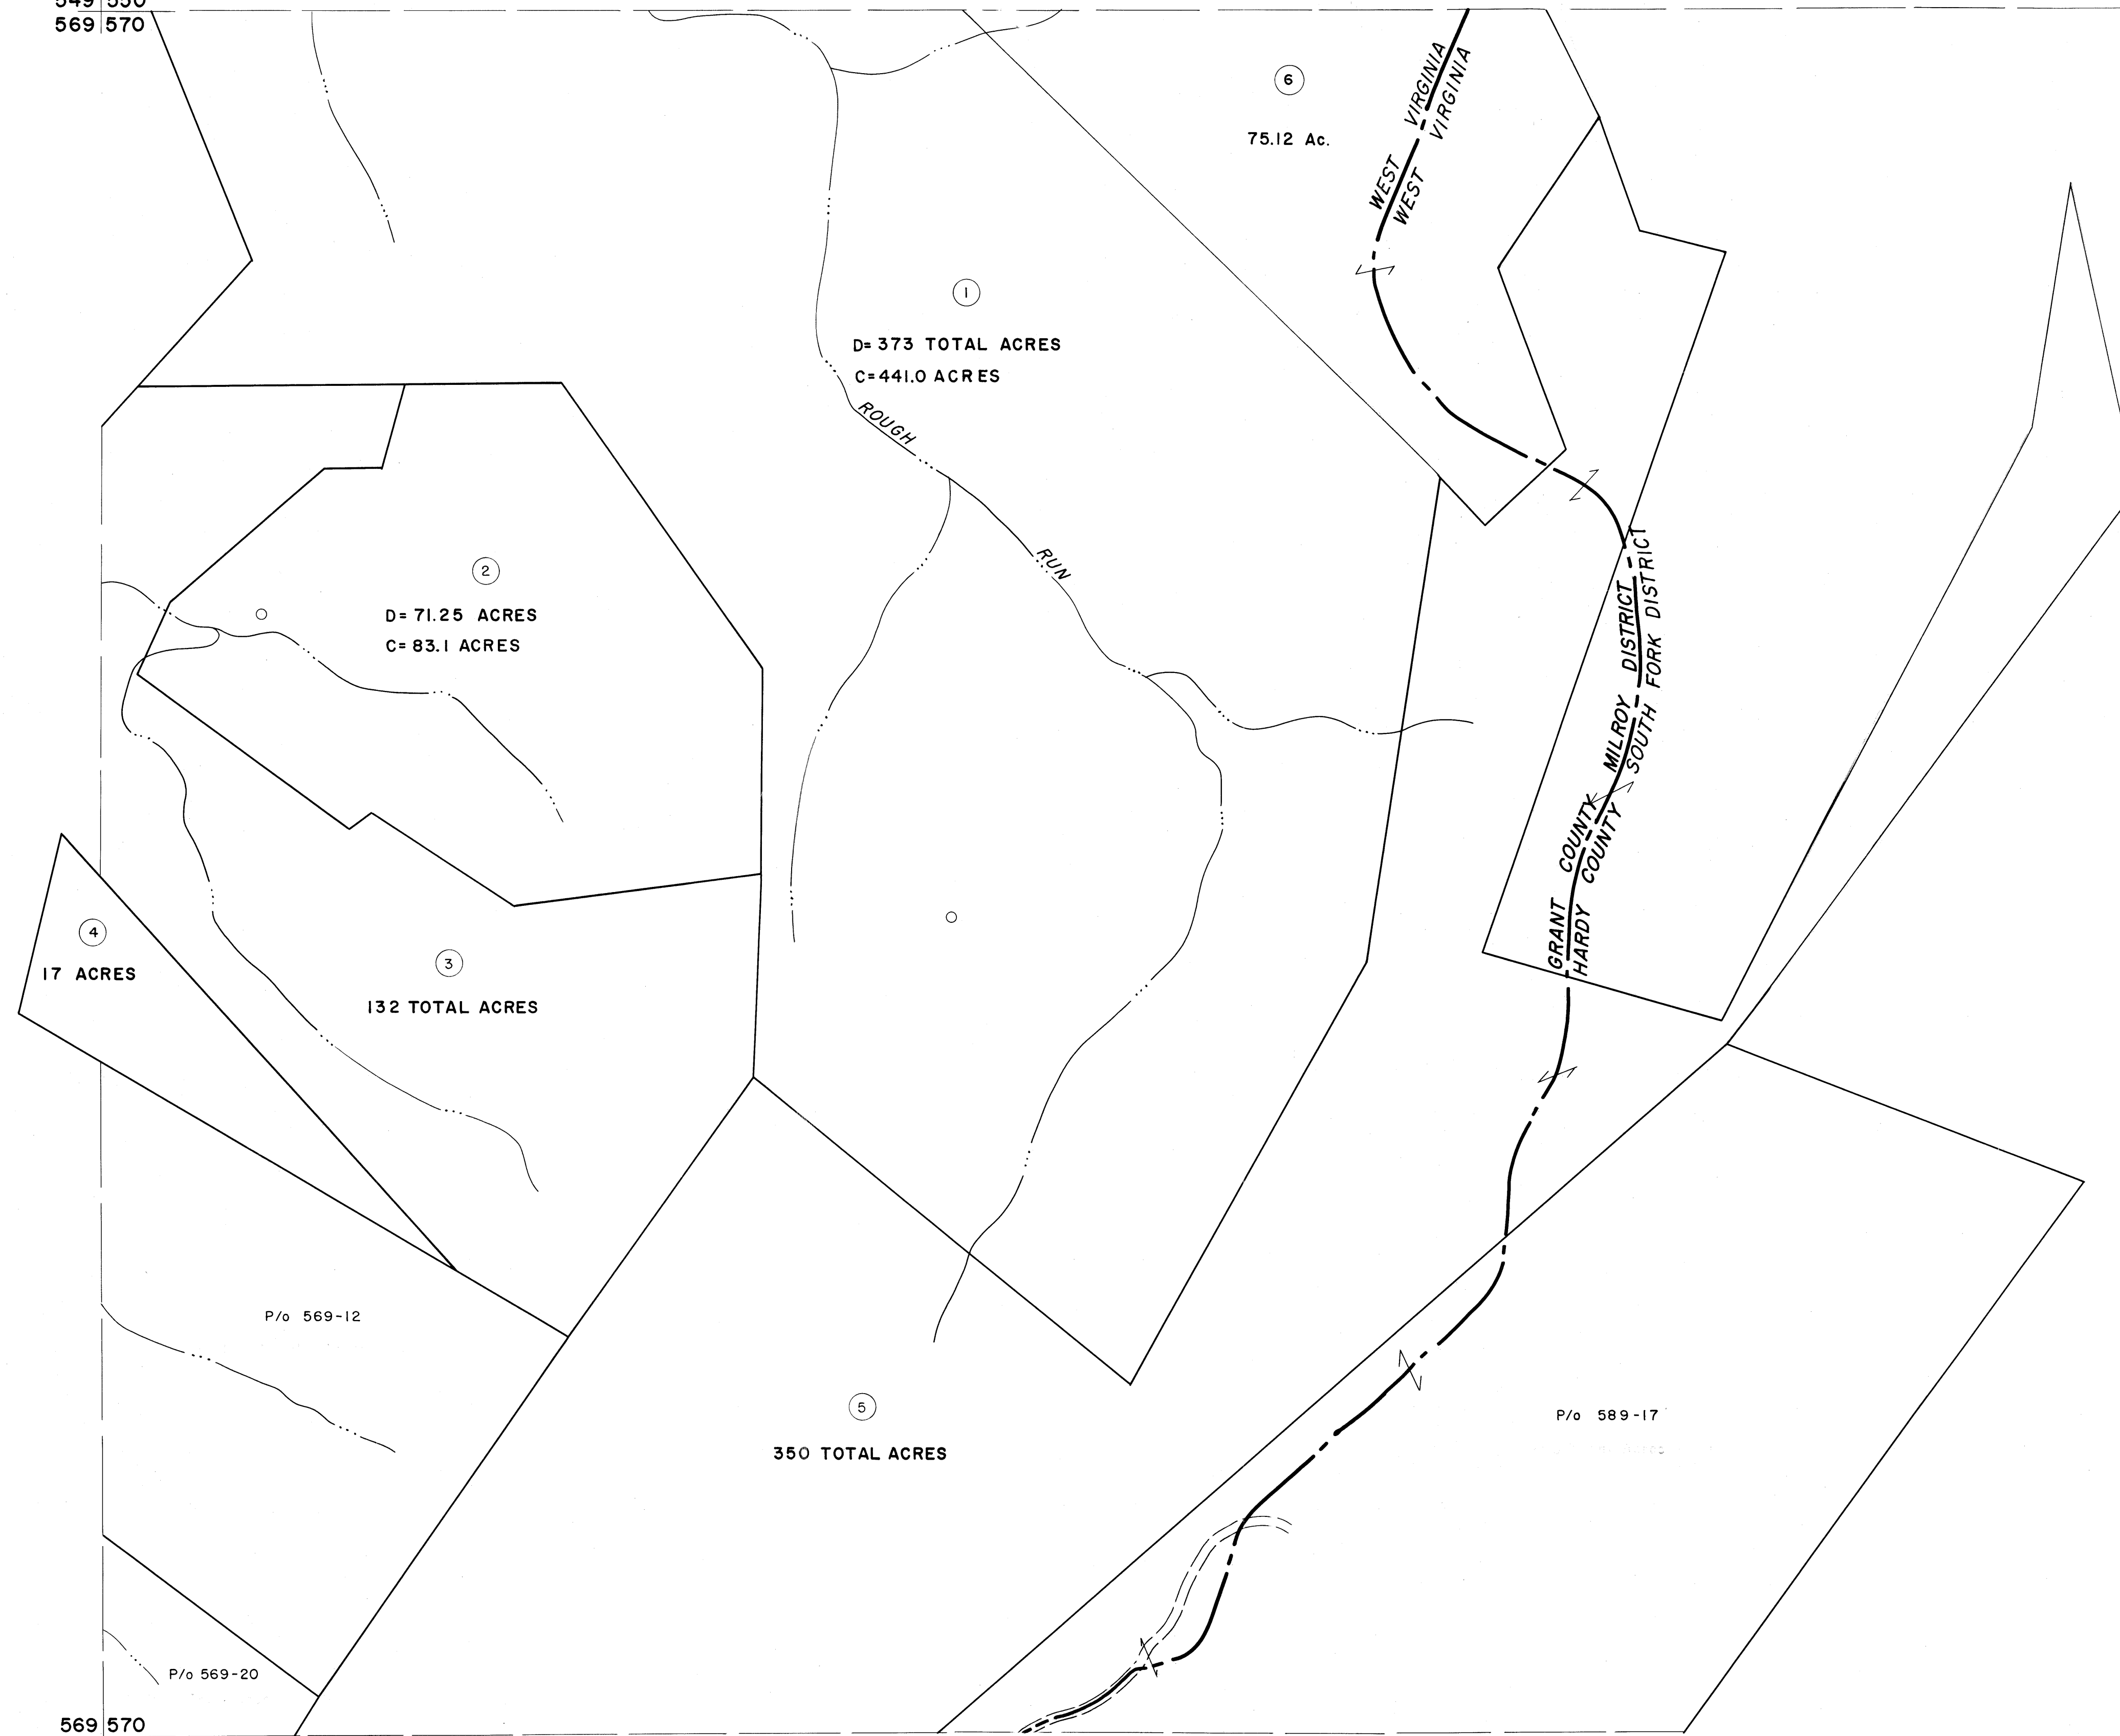 549 550
569 570
6
75.12 Ac.
WEST VIRGINIA
WEST VIRGINIA
1
D= 373 TOTAL ACRES
C=441.0 ACRES
ROUGH RUN
2
D= 71.25 ACRES
C= 83.1 ACRES
MILROY DISTRICT
SOUTH FORK DISTRICT
GRANT COUNTY
HARDY COUNTY
4
17 ACRES
3
132 TOTAL ACRES
P/o 569-12
5
350 TOTAL ACRES
P/o 589-17
P/o 569-20
569 570